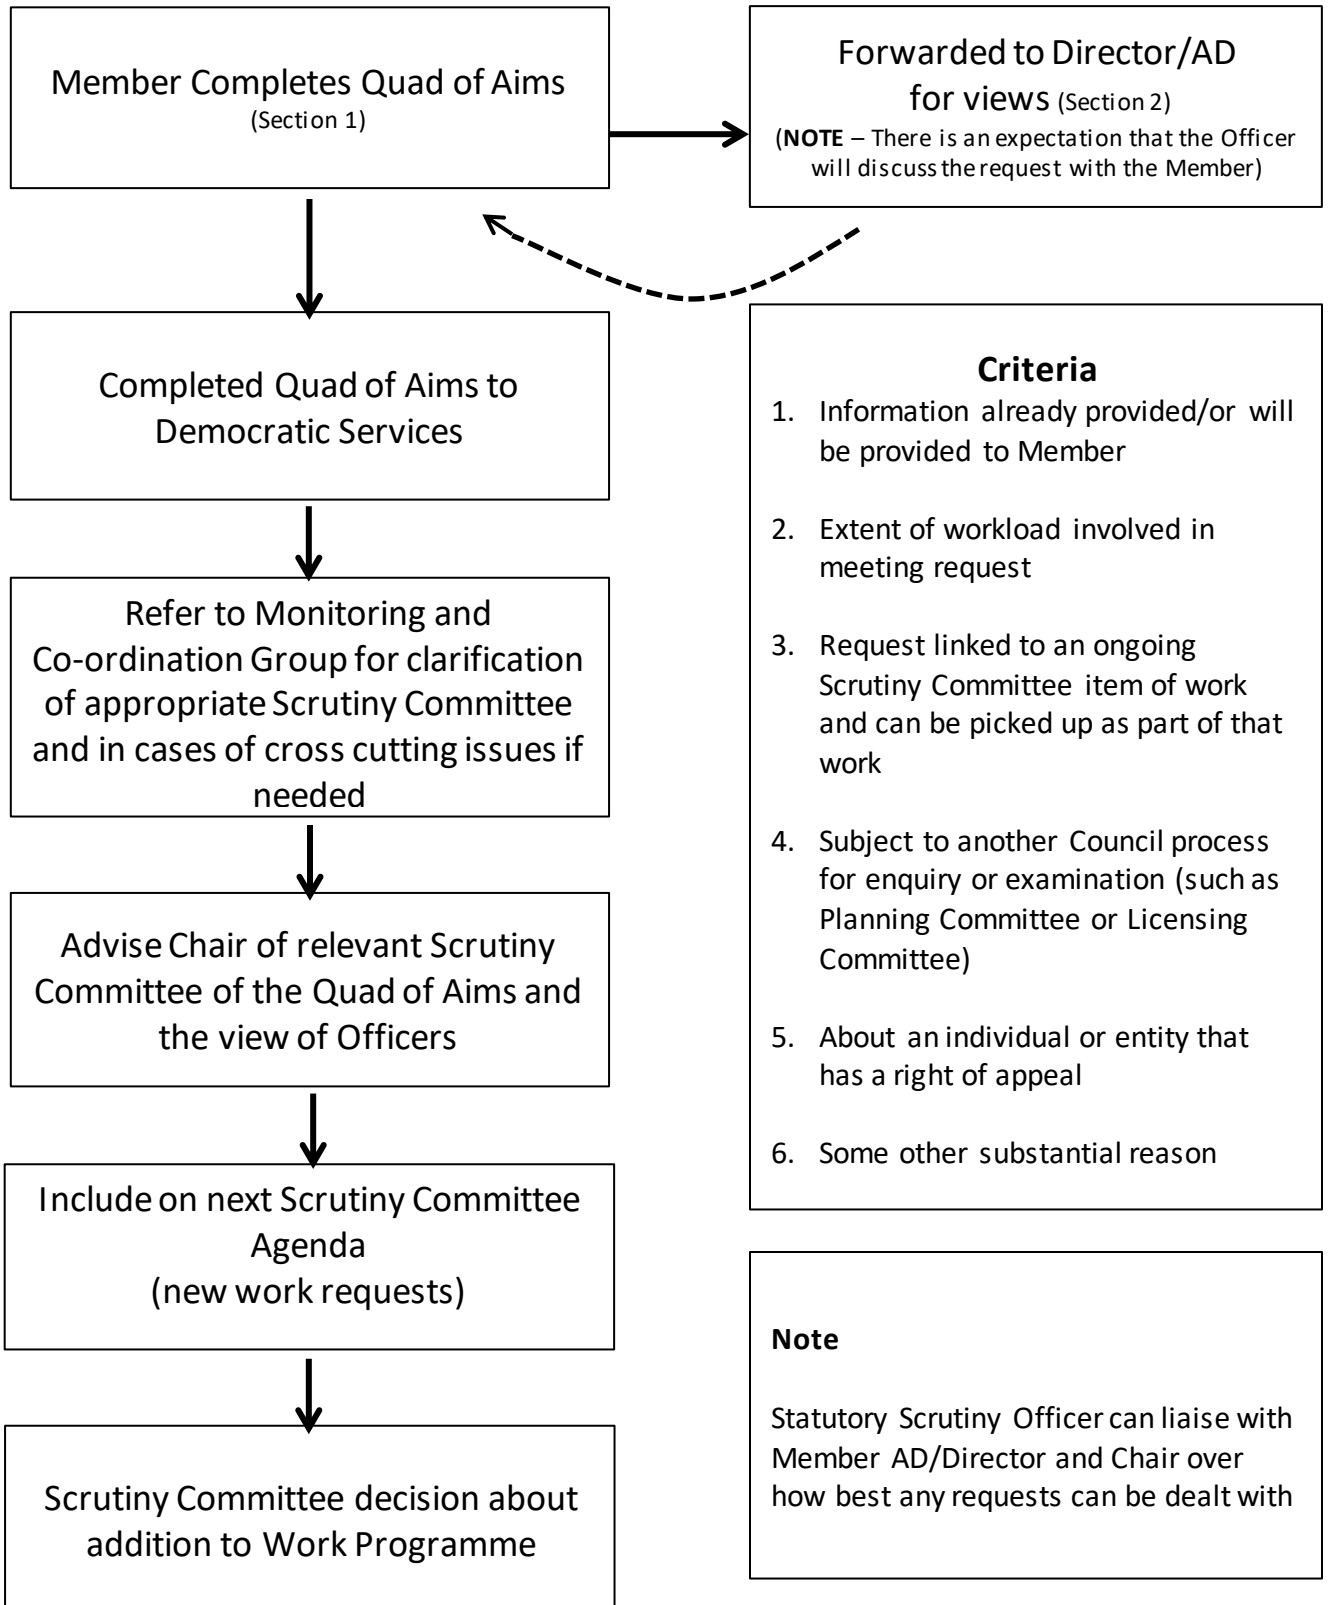 Member Completes Quad of Aims
(Section 1)
Forwarded to Director/AD
for views (Section 2)
(NOTE – There is an expectation that the Officer
will discuss the request with the Member)
Completed Quad of Aims to
Democratic Services
Refer to Monitoring and
Co-ordination Group for clarification
of appropriate Scrutiny Committee
and in cases of cross cutting issues if
needed
Advise Chair of relevant Scrutiny
Committee of the Quad of Aims and
the view of Officers
Include on next Scrutiny Committee
Agenda
(new work requests)
Scrutiny Committee decision about
addition to Work Programme
Criteria
1. Information already provided/or will
be provided to Member
2. Extent of workload involved in
meeting request
3. Request linked to an ongoing
Scrutiny Committee item of work
and can be picked up as part of that
work
4. Subject to another Council process
for enquiry or examination (such as
Planning Committee or Licensing
Committee)
5. About an individual or entity that
has a right of appeal
6. Some other substantial reason
Note
Statutory Scrutiny Officer can liaise with
Member AD/Director and Chair over
how best any requests can be dealt with